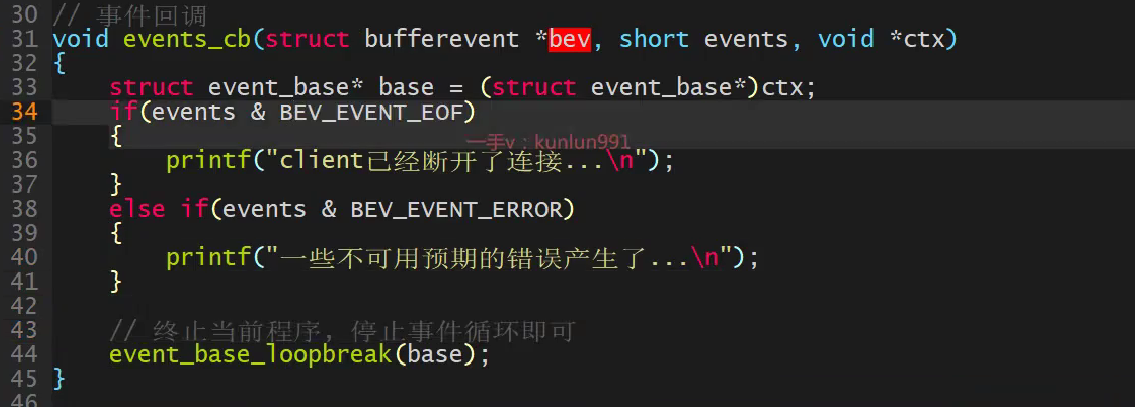 30 // 事件回调
31 void events_cb(struct bufferevent *bev, short events, void *ctx)
32 {
33     struct event_base* base = (struct event_base*)ctx;
34     if(events & BEV_EVENT_EOF)
35     {
一手v：kunlun991
36         printf("client已经断开了连接...\n");
37     }
38     else if(events & BEV_EVENT_ERROR)
39     {
40         printf("一些不可用预期的错误产生了...\n");
41     }
42
43     // 终止当前程序, 停止事件循环即可
44     event_base_loopbreak(base);
45 }
46